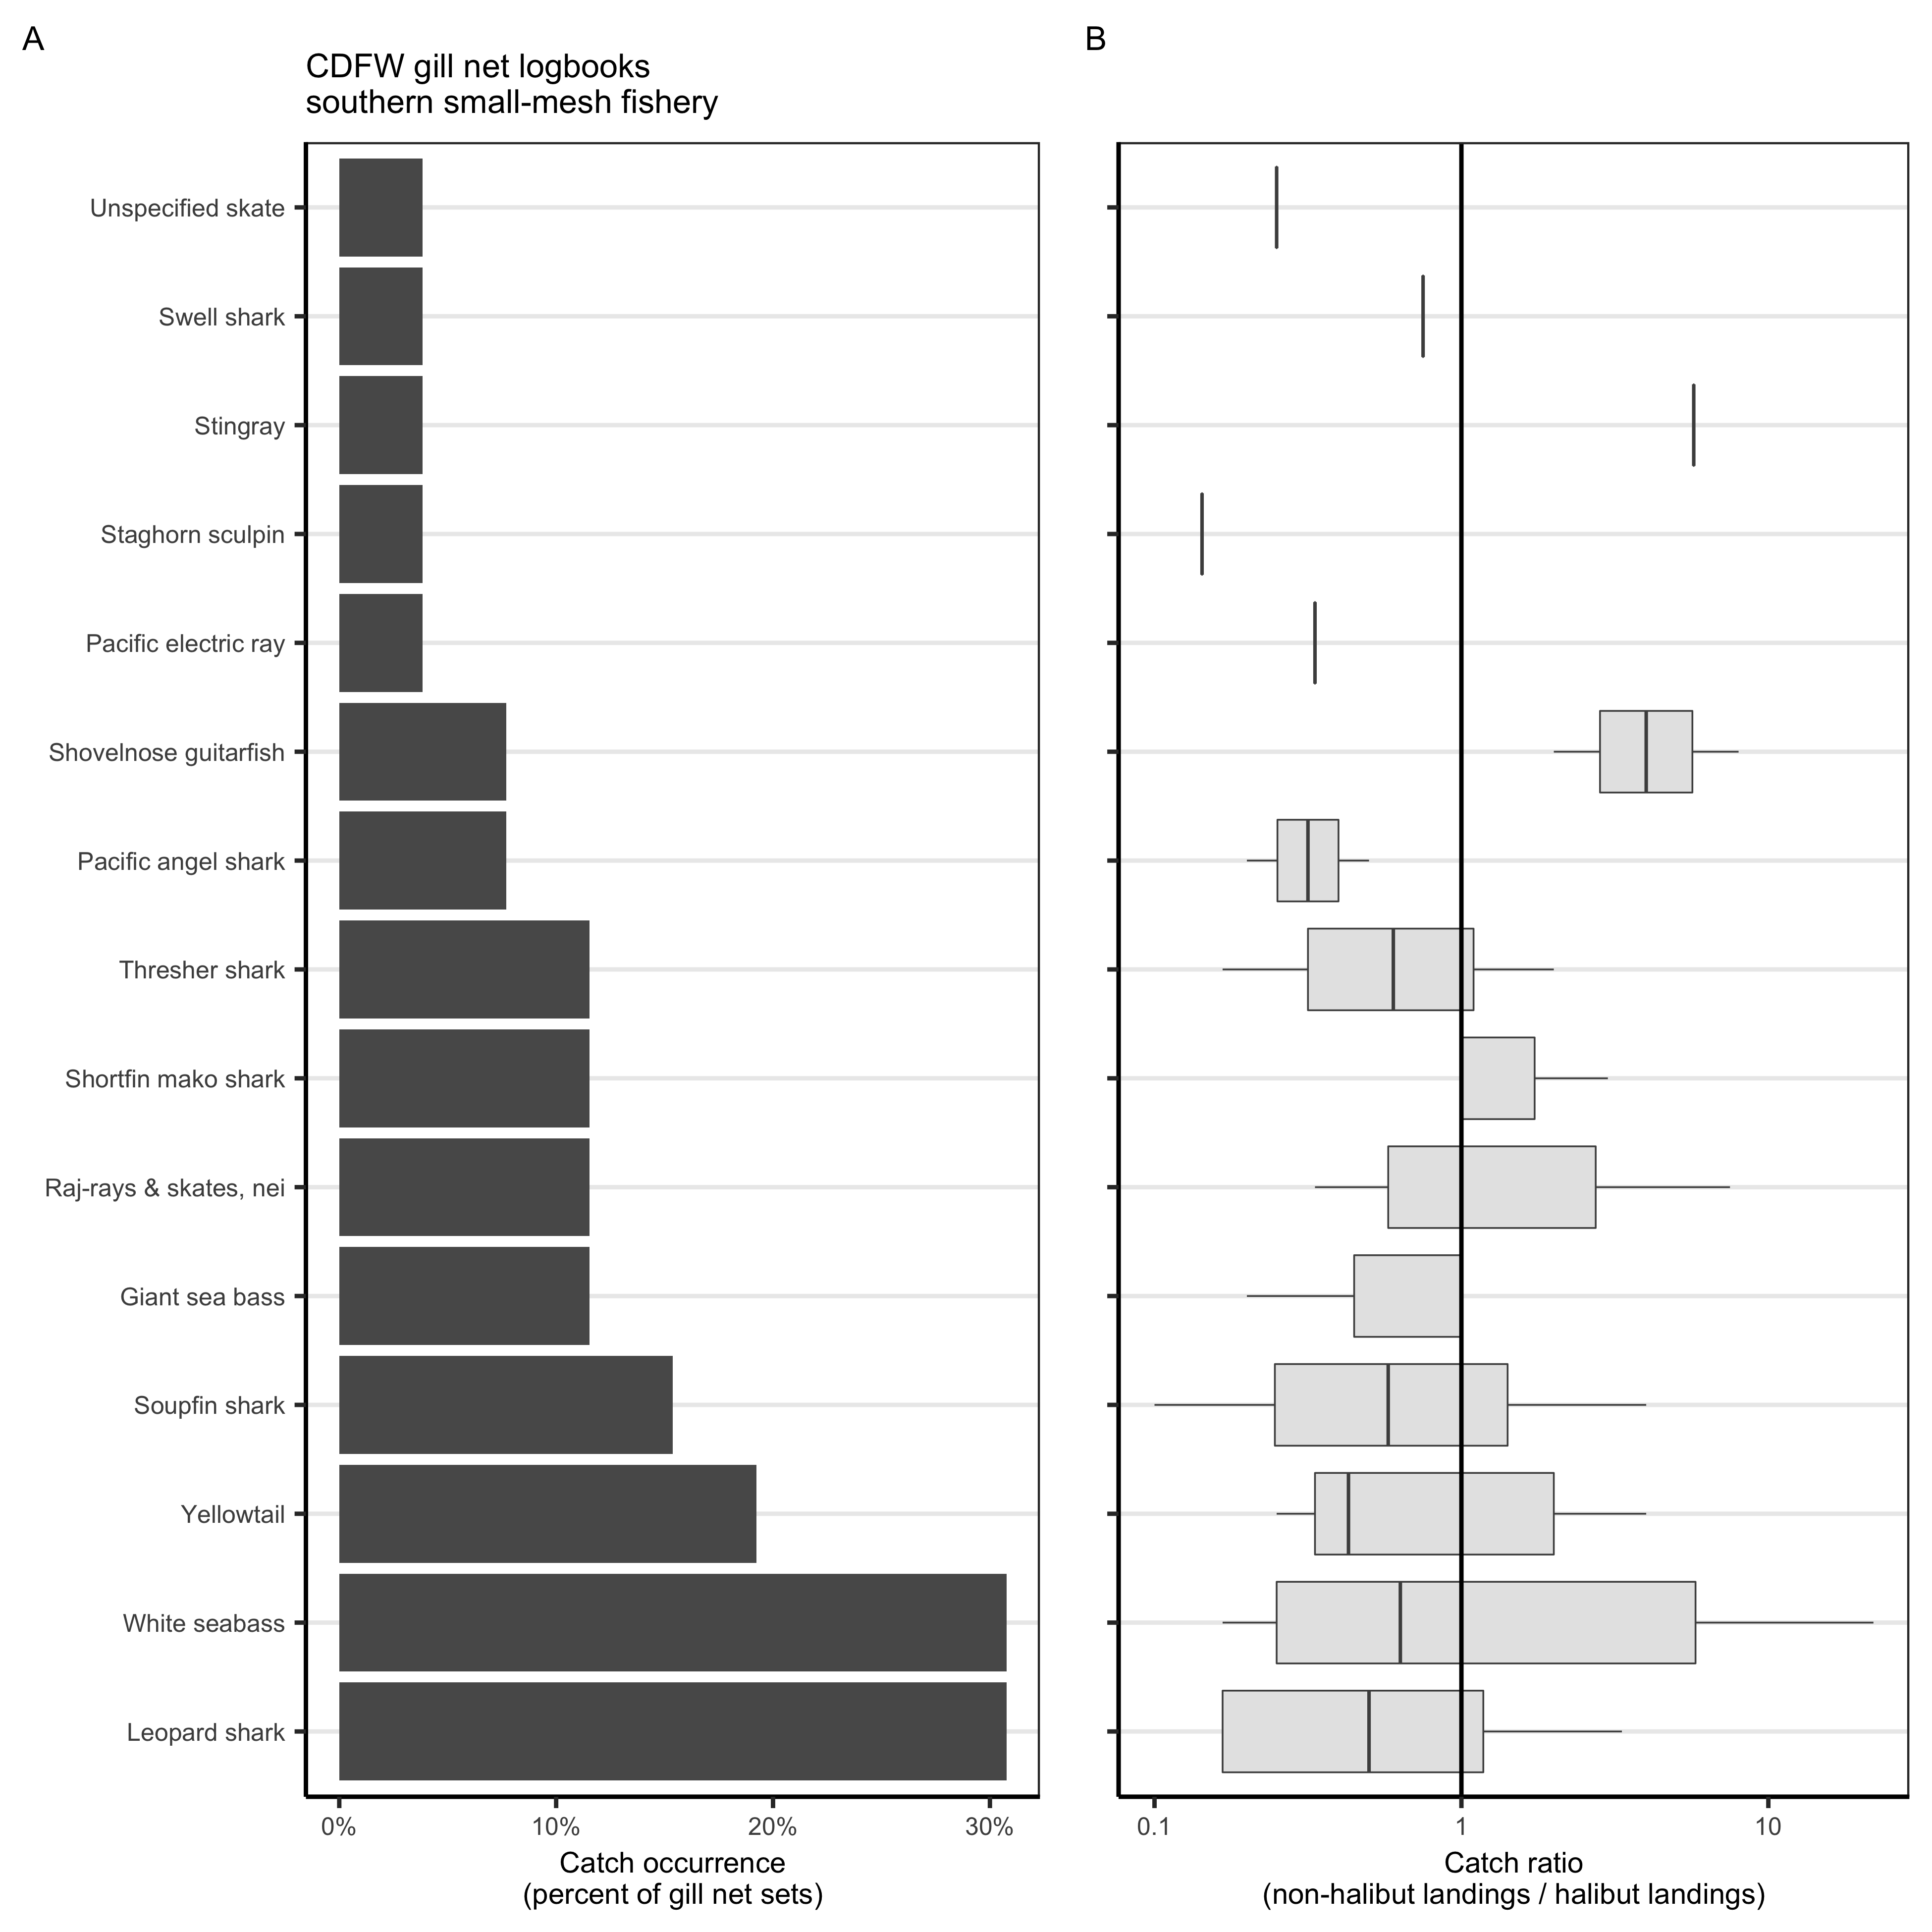 A
B
CDFW gill net logbooks
southern small-mesh fishery
Unspecified skate
Swell shark
Stingray
Staghorn sculpin
Pacific electric ray
Shovelnose guitarfish
Pacific angel shark
Thresher shark
Shortfin mako shark
Raj-rays & skates, nei
Giant sea bass
Soupfin shark
Yellowtail
White seabass
Leopard shark
0% 10% 20% 30%
Catch occurrence
(percent of gill net sets)
0.1 1 10
Catch ratio
(non-halibut landings / halibut landings)